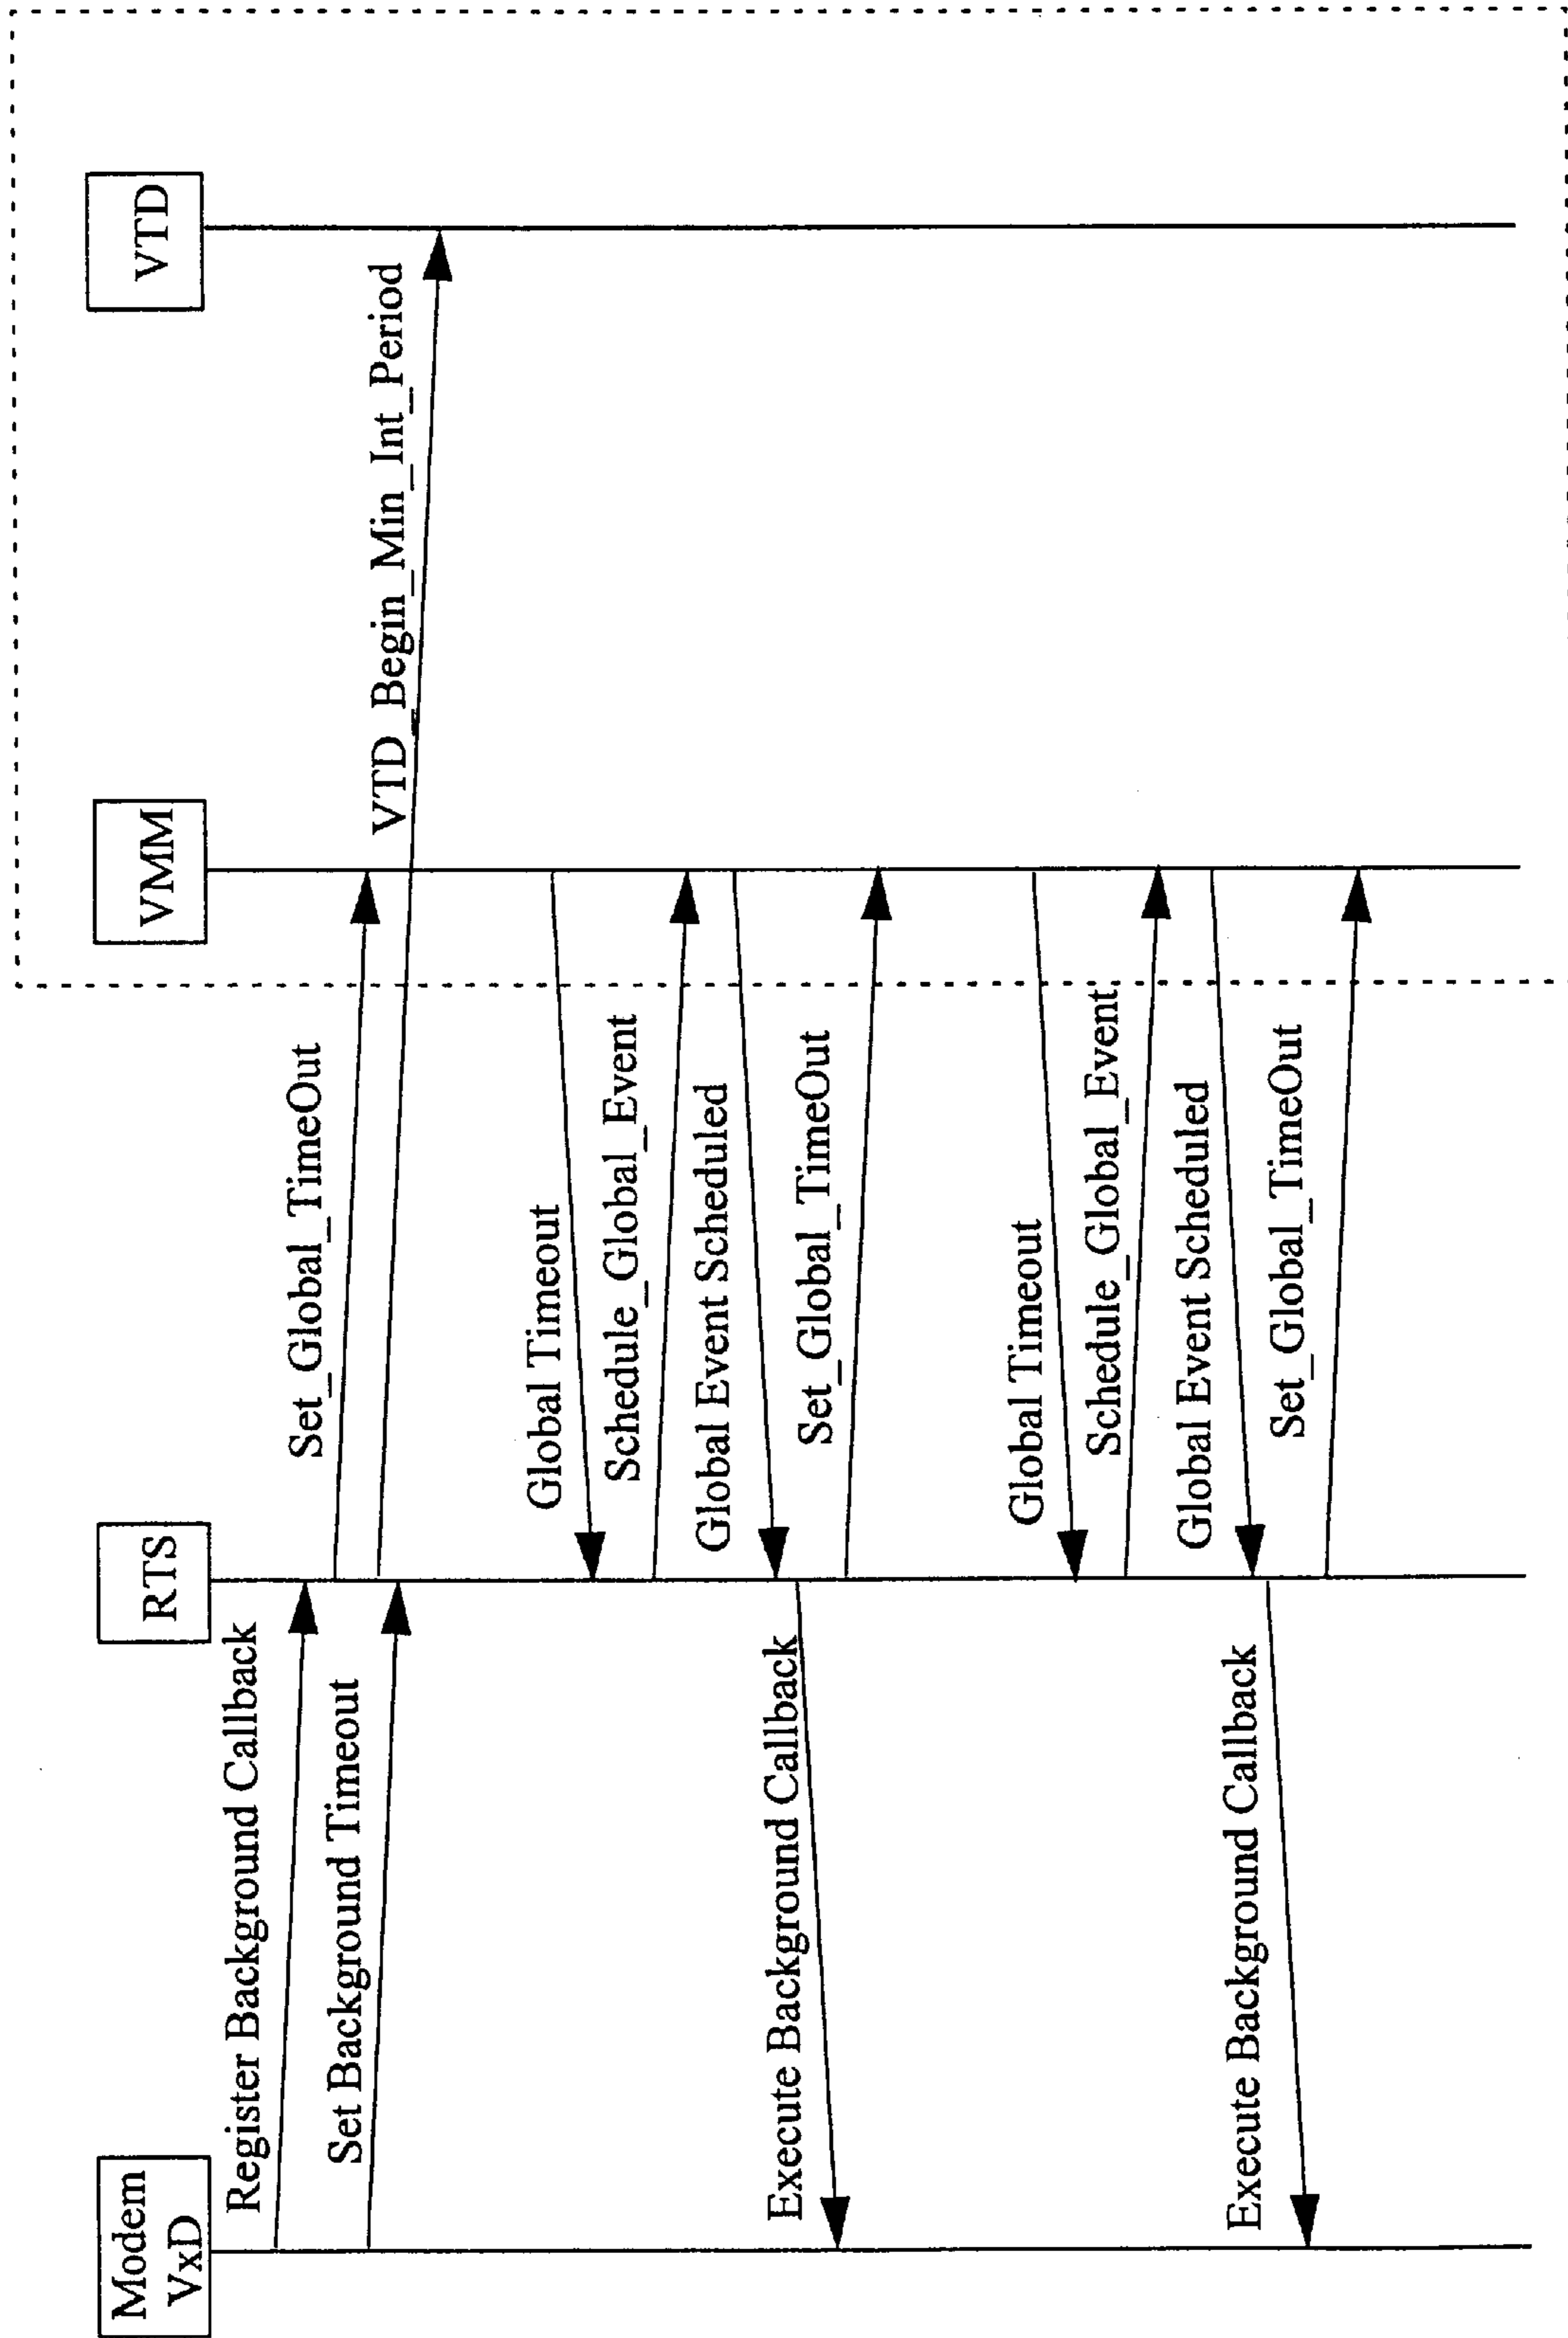 Modem
VxD
RTS
VMM
VTD
Register Background Callback
Set_Global_TimeOut
Set Background Timeout
VTD_Begin_Min_Int_Period
Global Timeout
Schedule_Global_Event
Global Event Scheduled
Execute Background Callback
Set_Global_TimeOut
Global Timeout
Schedule_Global_Event
Global Event Scheduled
Execute Background Callback
Set_Global_TimeOut